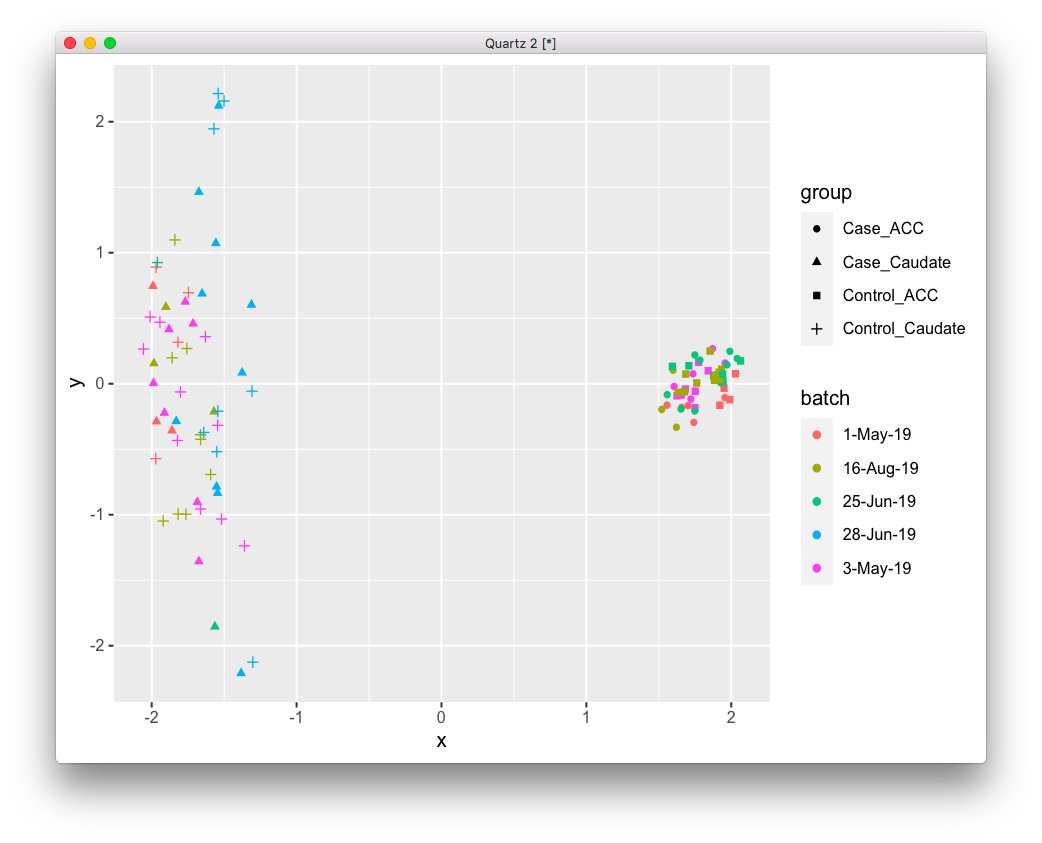 Quartz 2 [*]
2
1
0
-1
-2
y
-2
-1
0
1
2
x
group
Case_ACC
Case_Caudate
Control_ACC
Control_Caudate
batch
1-May-19
16-Aug-19
25-Jun-19
28-Jun-19
3-May-19